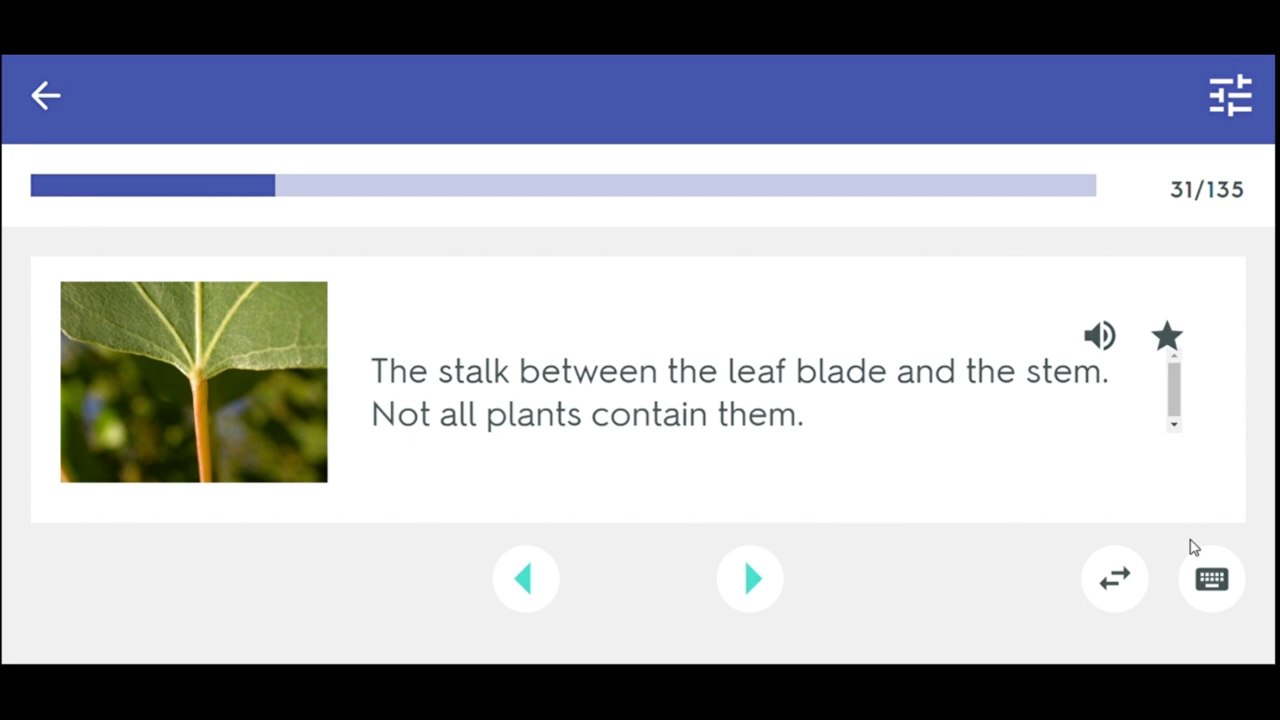 31/135
The stalk between the leaf blade and the stem.
Not all plants contain them.